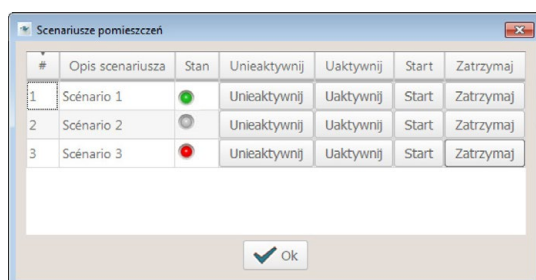 Scenariusze pomieszczeń
# Opis scenariusza Stan Unieaktywnij Uaktywnij Start Zatrzymaj
1 Scénario 1 Unieaktywnij Uaktywnij Start Zatrzymaj
2 Scénario 2 Unieaktywnij Uaktywnij Start Zatrzymaj
3 Scénario 3 Unieaktywnij Uaktywnij Start Zatrzymaj
Ok